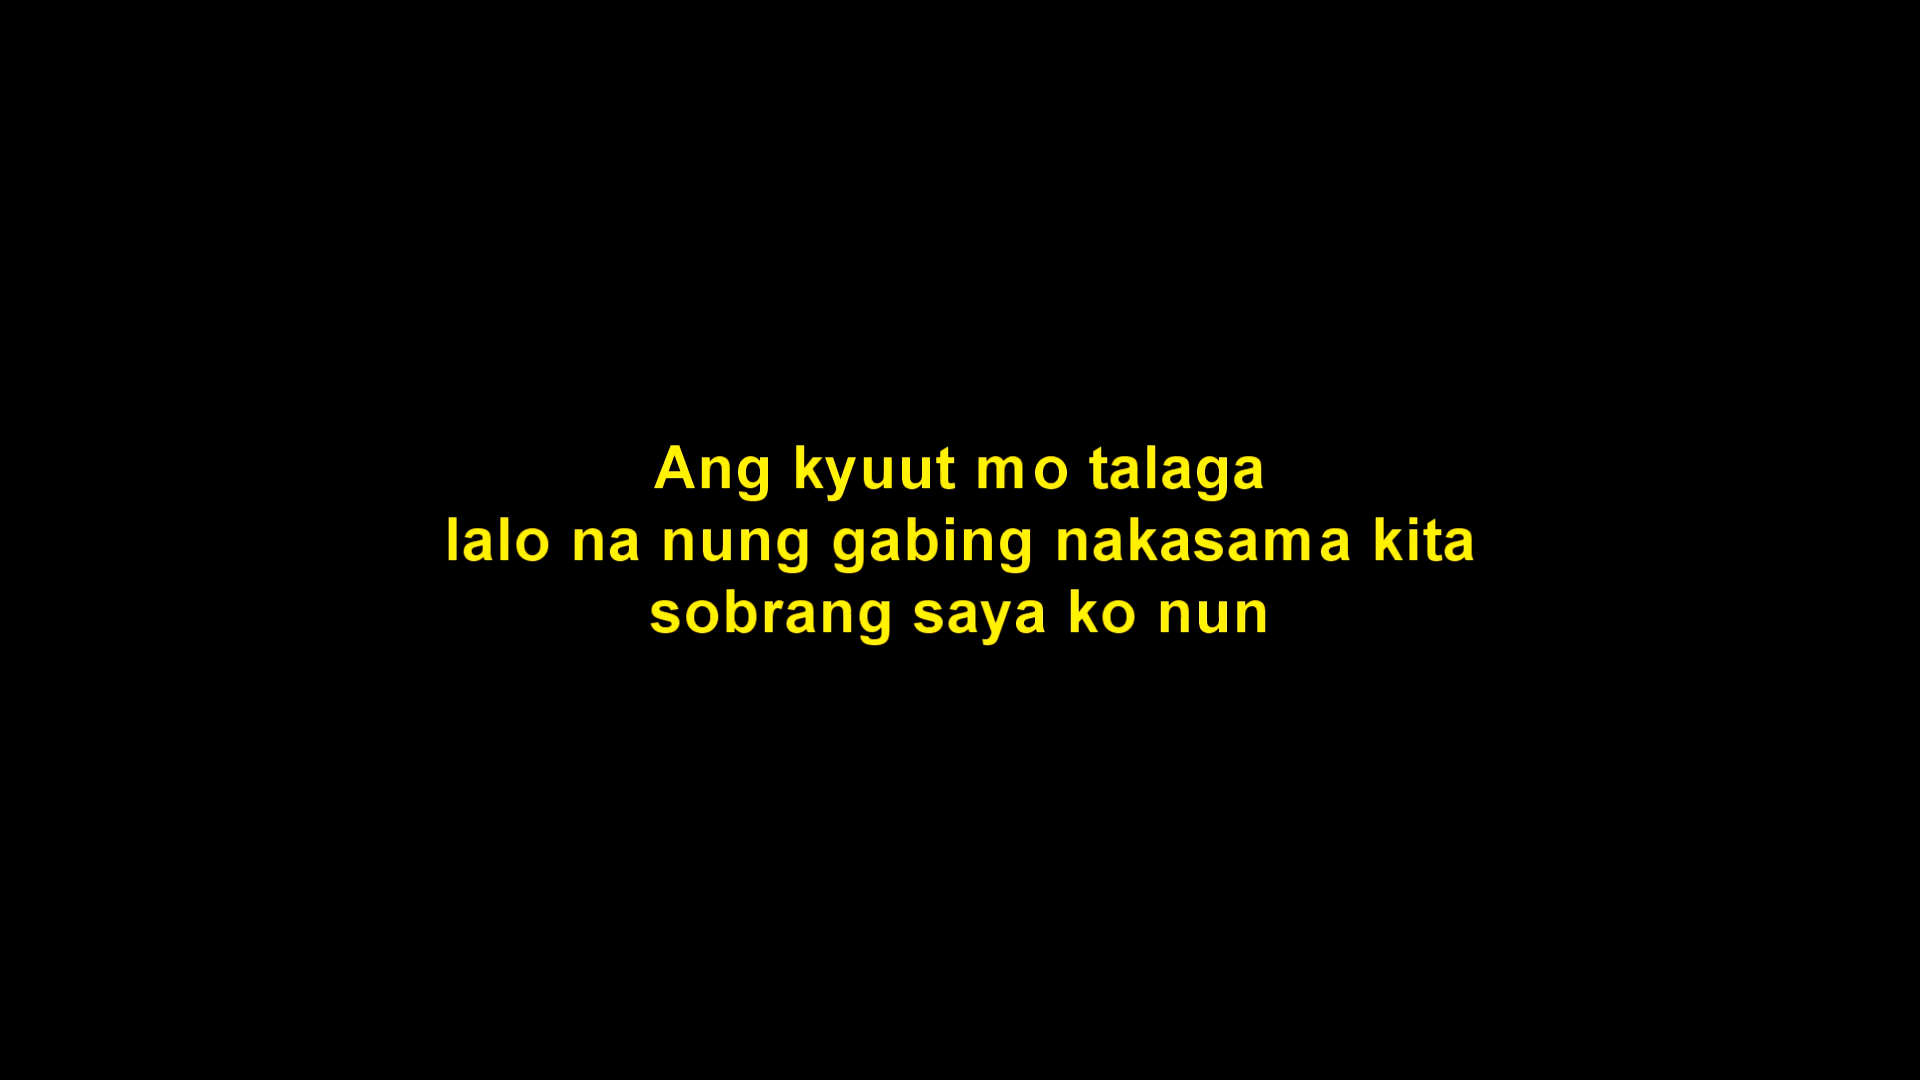 Ang kyuut mo talaga
lalo na nung gabing nakasama kita
sobrang saya ko nun